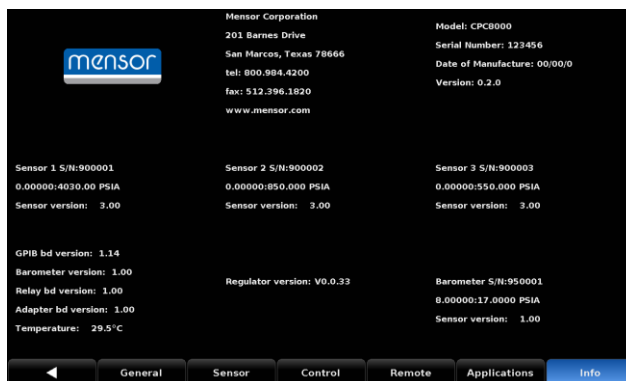 mensor
Mensor Corporation
201 Barnes Drive
San Marcos, Texas 78666
tel: 800.984.4200
fax: 512.396.1820
www.mensor.com
Model: CPC8000
Serial Number: 123456
Date of Manufacture: 00/00/0
Version: 0.2.0
Sensor 1 S/N:900001
0.00000:4030.00 PSIA
Sensor version: 3.00
Sensor 2 S/N:900002
0.00000:850.000 PSIA
Sensor version: 3.00
Sensor 3 S/N:900003
0.00000:550.000 PSIA
Sensor version: 3.00
GPIB bd version: 1.14
Barometer version: 1.00
Relay bd version: 1.00
Adapter bd version: 1.00
Temperature: 29.5°C
Regulator version: V0.0.33
Barometer S/N:950001
8.00000:17.0000 PSIA
Sensor version: 1.00
General Sensor Control Remote Applications Info